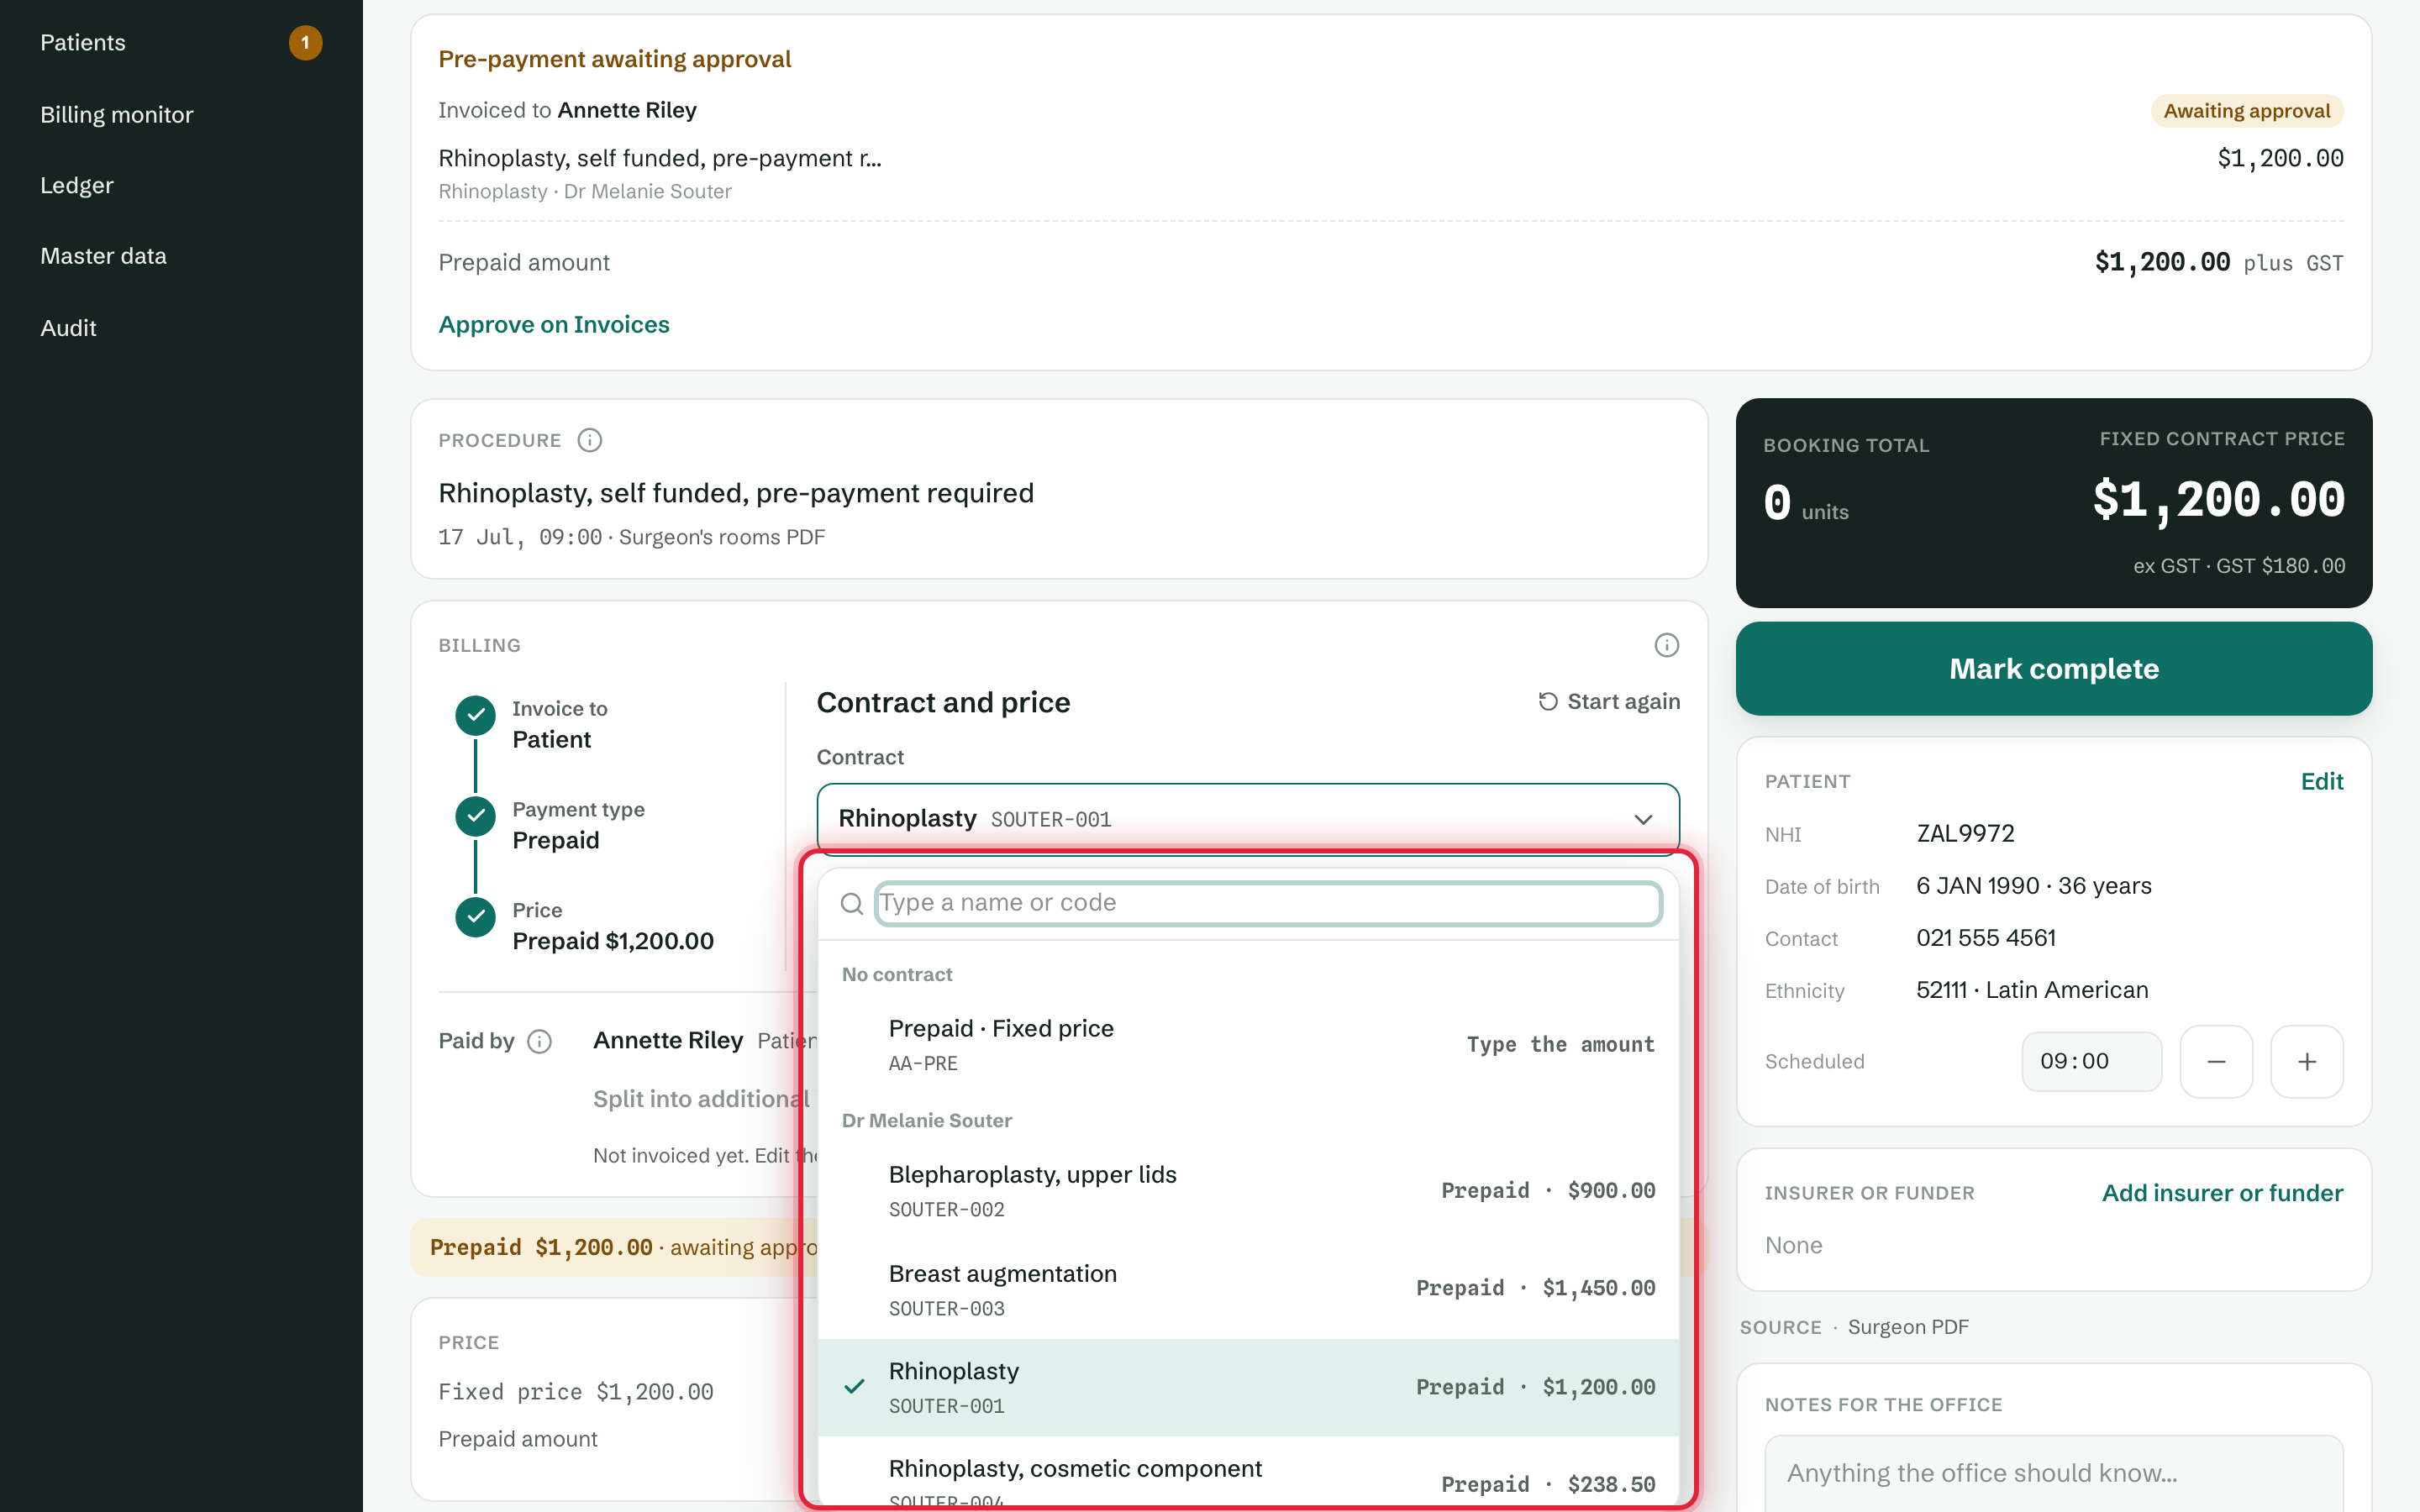 Patients
1
Billing monitor
Ledger
Master data
Audit
Pre-payment awaiting approval
Invoiced to Annette Riley
Awaiting approval
Rhinoplasty, self funded, pre-payment r...
$1,200.00
Rhinoplasty · Dr Melanie Souter
Prepaid amount
$1,200.00 plus GST
Approve on Invoices
PROCEDURE
Rhinoplasty, self funded, pre-payment required
17 Jul, 09:00 · Surgeon's rooms PDF
BOOKING TOTAL
0 units
FIXED CONTRACT PRICE
$1,200.00
ex GST · GST $180.00
Mark complete
BILLING
Invoice to
Patient
Payment type
Prepaid
Price
Prepaid $1,200.00
Contract and price
Start again
Contract
Rhinoplasty SOUTER-001
Type a name or code
No contract
Prepaid · Fixed price
AA-PRE
Type the amount
Dr Melanie Souter
Blepharoplasty, upper lids
SOUTER-002
Prepaid · $900.00
Breast augmentation
SOUTER-003
Prepaid · $1,450.00
Rhinoplasty
SOUTER-001
Prepaid · $1,200.00
Rhinoplasty, cosmetic component
SOUTER-004
Prepaid · $238.50
Paid by
Annette Riley
Split into additional
Not invoiced yet. Edit
Prepaid $1,200.00 · awaiting
PRICE
Fixed price $1,200.00
Prepaid amount
PATIENT
Edit
NHI
ZAL9972
Date of birth
6 JAN 1990 · 36 years
Contact
021 555 4561
Ethnicity
52111 · Latin American
Scheduled
09:00
INSURER OR FUNDER
Add insurer or funder
None
SOURCE · Surgeon PDF
NOTES FOR THE OFFICE
Anything the office should know...